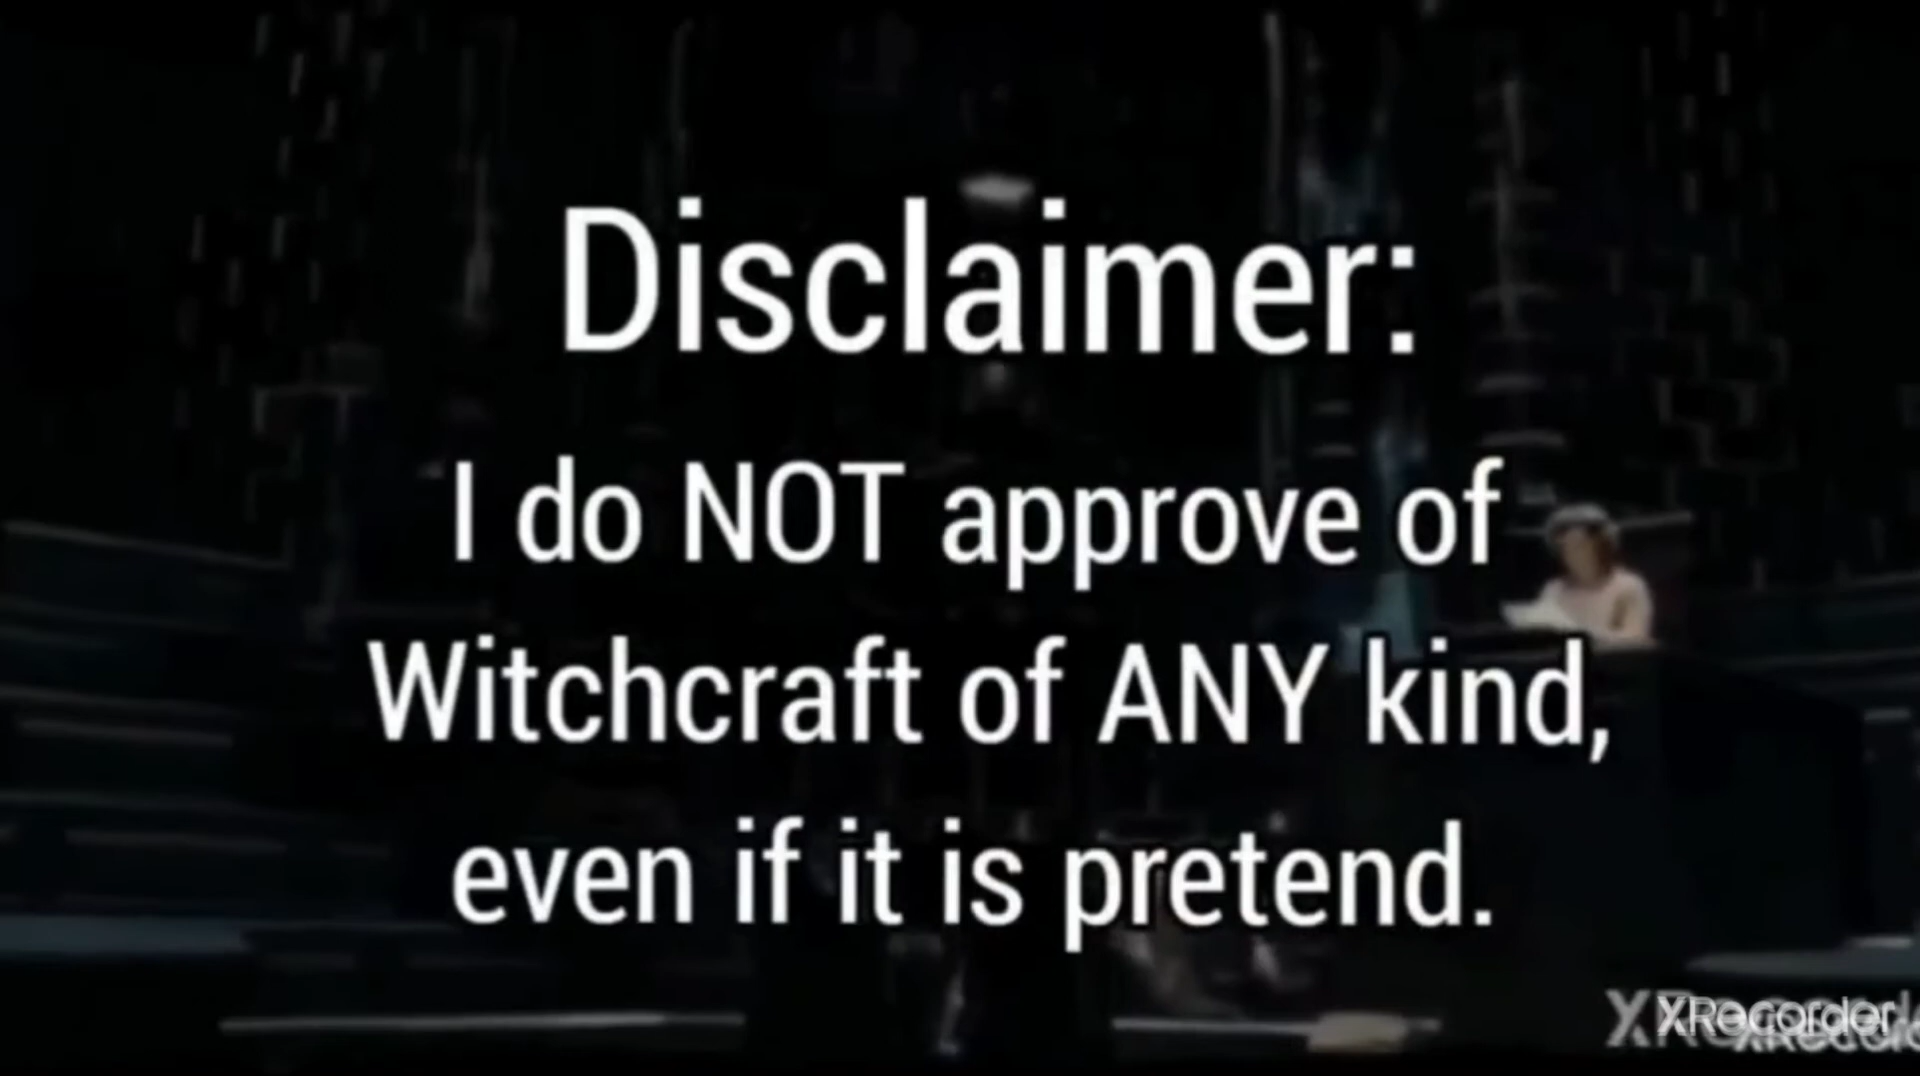 Disclaimer:
I do NOT approve of
Witchcraft of ANY kind,
even if it is pretend.
XRecorder